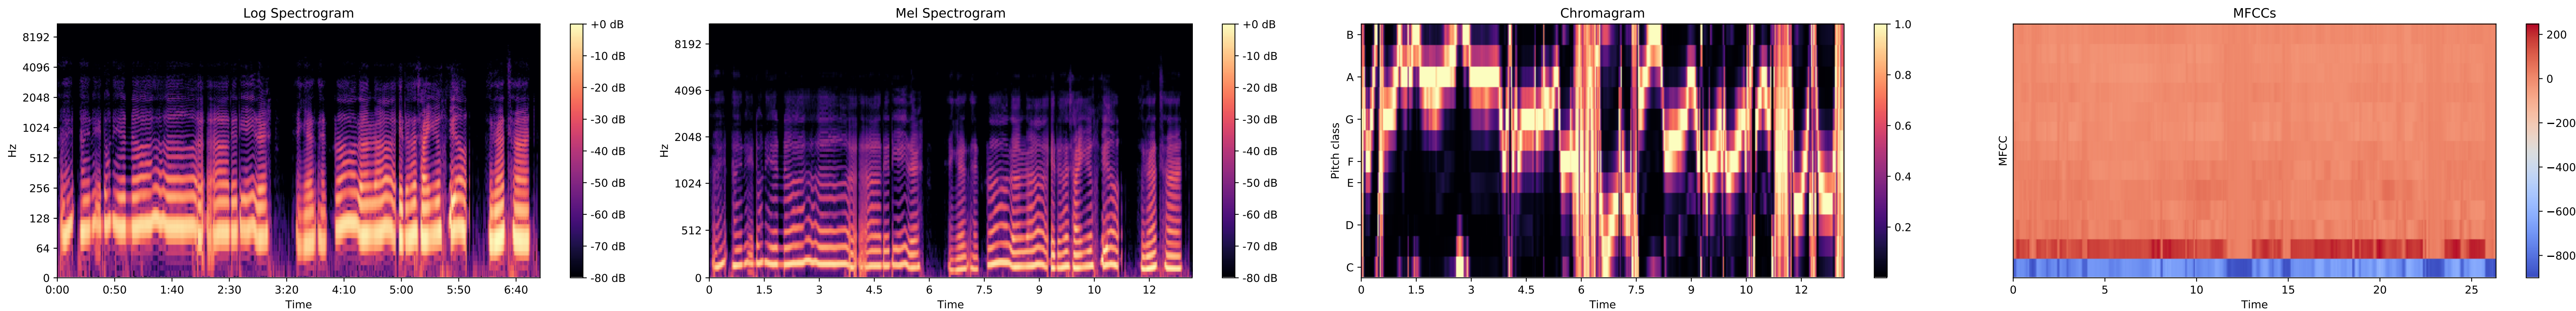 Log Spectrogram
8192
4096
2048
1024
512
256
128
64
0
Hz
0:00 0:50 1:40 2:30 3:20 4:10 5:00 5:50 6:40
Time
+0 dB
-10 dB
-20 dB
-30 dB
-40 dB
-50 dB
-60 dB
-70 dB
-80 dB
Mel Spectrogram
8192
4096
2048
1024
512
0
Hz
0 1.5 3 4.5 6 7.5 9 10 12
Time
+0 dB
-10 dB
-20 dB
-30 dB
-40 dB
-50 dB
-60 dB
-70 dB
-80 dB
Chromagram
B
A
G
F
E
D
C
Pitch class
0 1.5 3 4.5 6 7.5 9 10 12
Time
1.0
0.8
0.6
0.4
0.2
MFCCs
MFCC
0 5 10 15 20 25
Time
200
0
−200
−400
−600
−800